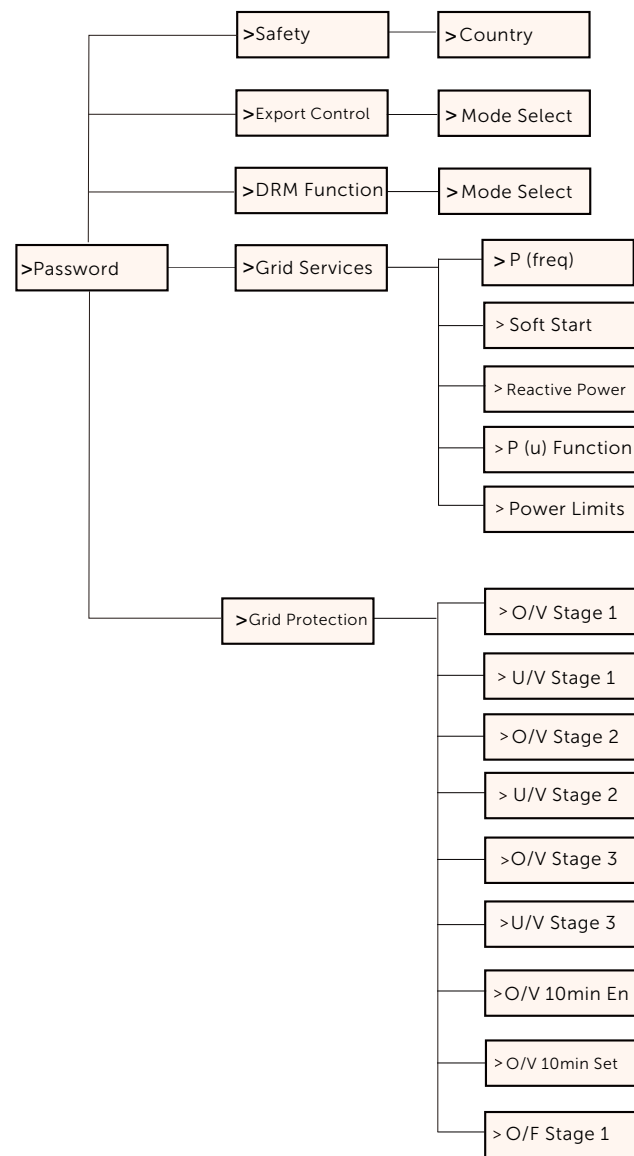 >Safety
>Country
>Export Control
>Mode Select
>DRM Function
>Mode Select
>Password
>Grid Services
> P (freq)
> Soft Start
> Reactive Power
> P (u) Function
> Power Limits
>Grid Protection
> O/V Stage 1
> U/V Stage 1
>O/V Stage 2
> U/V Stage 2
>O/V Stage 3
>U/V Stage 3
>O/V 10min En
>O/V 10min Set
> O/F Stage 1